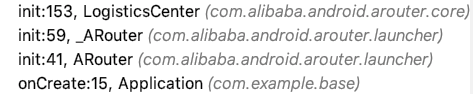 init:153, LogisticsCenter (com.alibaba.android.arouter.core)
init:59, _ARouter (com.alibaba.android.arouter.launcher)
init:41, ARouter (com.alibaba.android.arouter.launcher)
onCreate:15, Application (com.example.base)